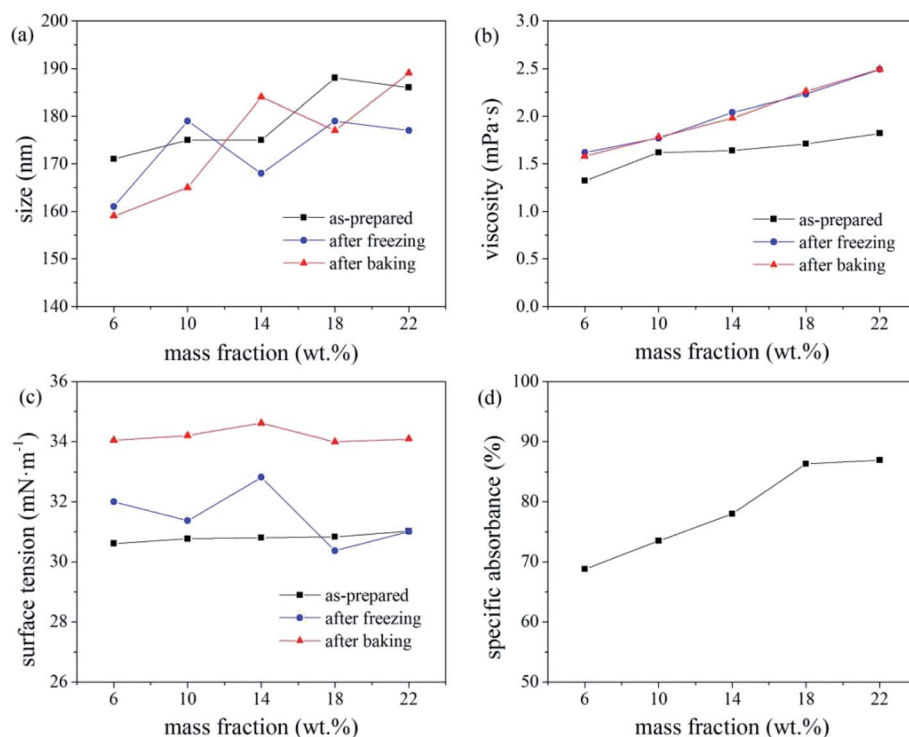 (a)
200
190
180
170
160
150
140
size (nm)
as-prepared
after freezing
after baking
6 10 14 18 22
mass fraction (wt.%)
(b)
3.0
2.5
2.0
1.5
1.0
0.5
0.0
viscosity (mPa·s)
as-prepared
after freezing
after baking
6 10 14 18 22
mass fraction (wt.%)
(c)
36
34
32
30
28
26
surface tension (mN·m⁻¹)
as-prepared
after freezing
after baking
6 10 14 18 22
mass fraction (wt.%)
(d)
100
90
80
70
60
50
specific absorbance (%)
6 10 14 18 22
mass fraction (wt.%)